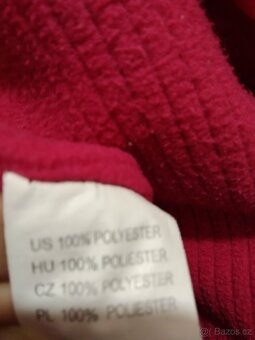 US 100% POLYESTER
HU 100% POLIESTER.
CZ 100% POLYESTER.
PL 100% POLIESTER.
Bazos.cz